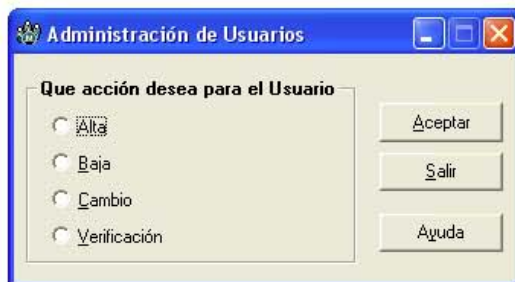 Administración de Usuarios
Que acción desea para el Usuario
Alta
Baja
Cambio
Verificación
Aceptar
Salir
Ayuda